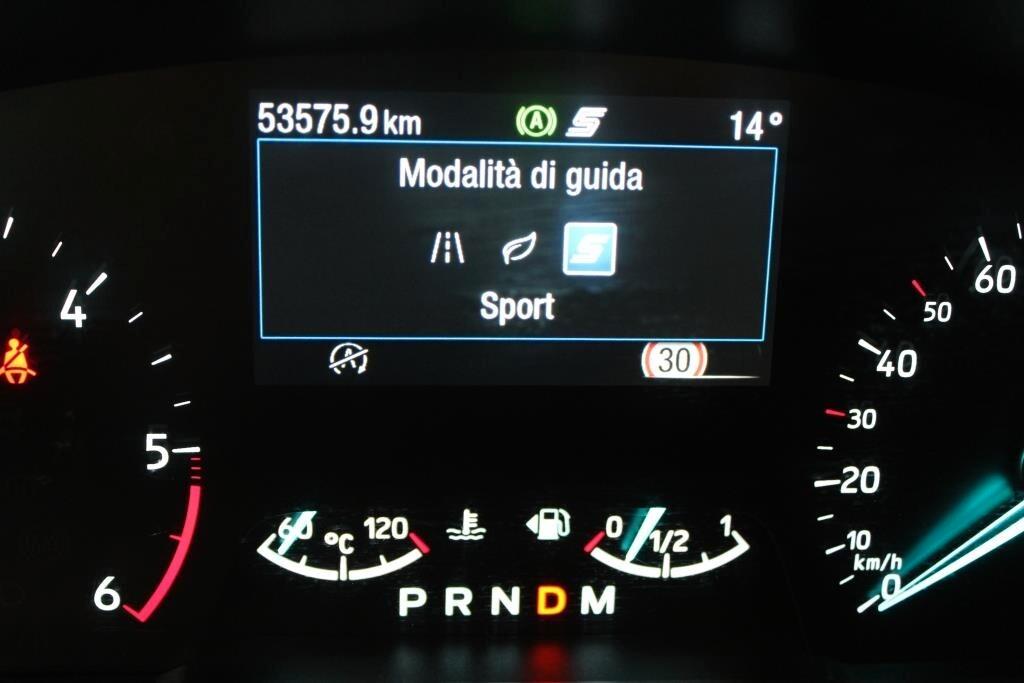 53575.9 km A S 14°
Modalità di guida
S
Sport
A 30
4
5
6
60
50
40
30
20
10
km/h
0
60 °C 120
0 1/2 1
P R N D M